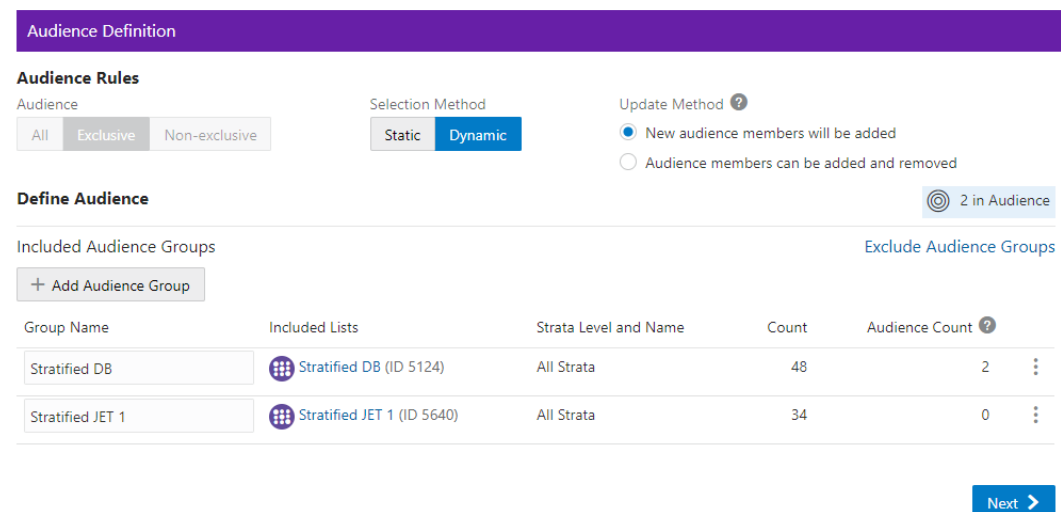 Audience Definition
Audience Rules
Audience Selection Method Update Method ?
All Exclusive Non-exclusive Static Dynamic New audience members will be added
Audience members can be added and removed
Define Audience 2 in Audience
Included Audience Groups Exclude Audience Groups
+ Add Audience Group
Group Name Included Lists Strata Level and Name Count Audience Count ?
Stratified DB Stratified DB (ID 5124) All Strata 48 2
Stratified JET 1 Stratified JET 1 (ID 5640) All Strata 34 0
Next